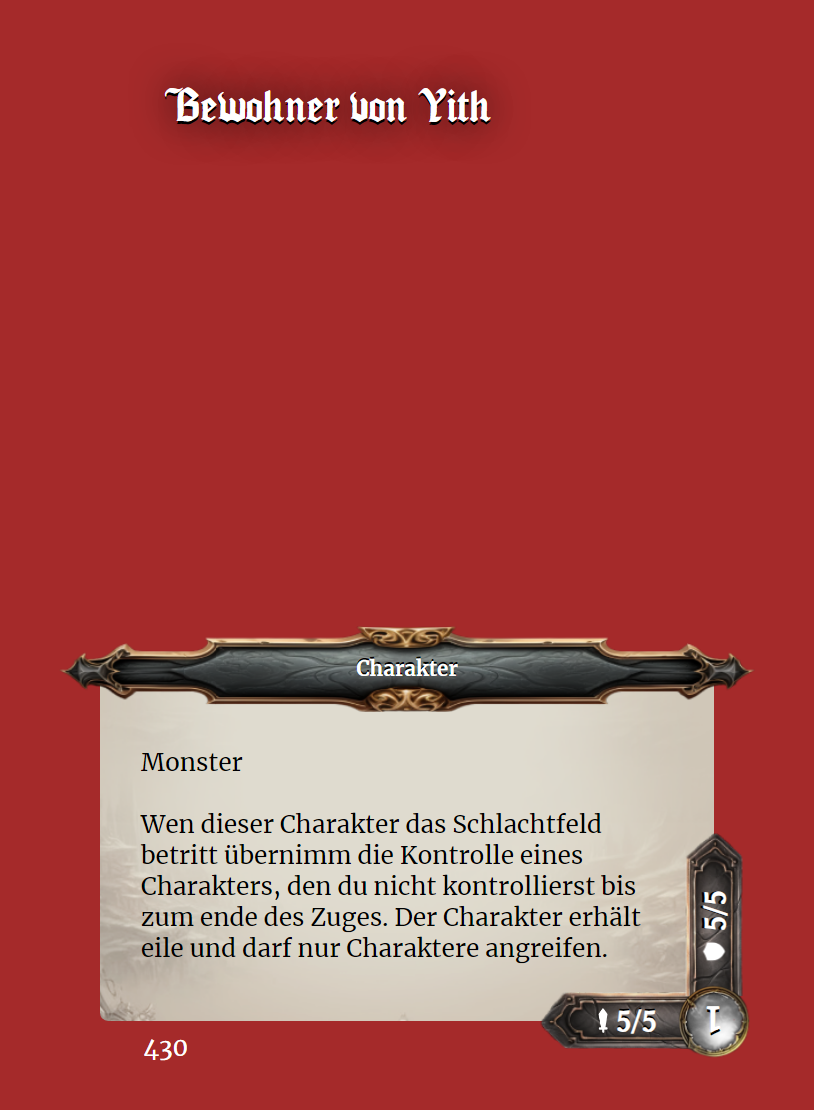 Bewohner von Yith
Charakter
Monster
Wen dieser Charakter das Schlachtfeld
betritt übernimm die Kontrolle eines
Charakters, den du nicht kontrollierst bis
zum ende des Zuges. Der Charakter erhält
eile und darf nur Charaktere angreifen.
5/5
5/5
1
430